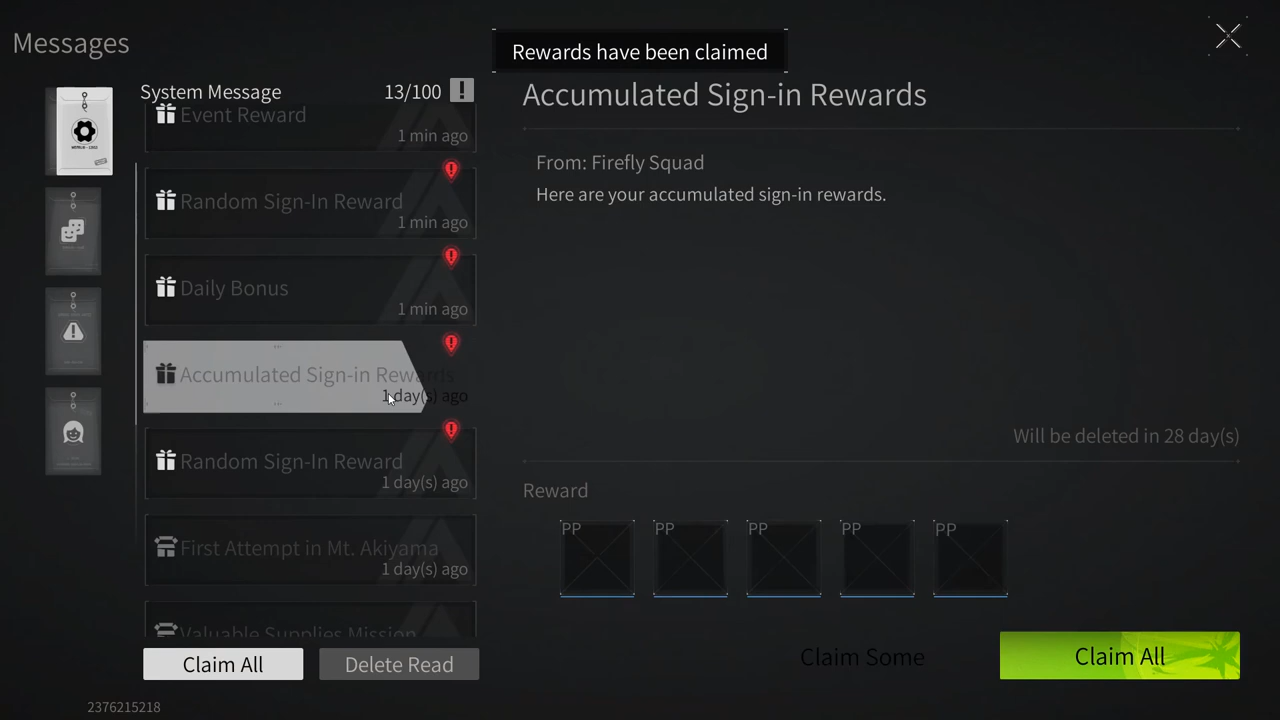 Messages
Rewards have been claimed
System Message
13/100
Accumulated Sign-in Rewards
Event Reward
1 min ago
From: Firefly Squad
Here are your accumulated sign-in rewards.
Random Sign-In Reward
1 min ago
Daily Bonus
1 min ago
Accumulated Sign-in Rewards
1 day(s) ago
Random Sign-In Reward
1 day(s) ago
First Attempt in Mt. Akiyama
1 day(s) ago
Valuable Supplies Mission
Will be deleted in 28 day(s)
Reward
PP PP PP PP PP
Claim All
Delete Read
Claim Some
Claim All
2376215218